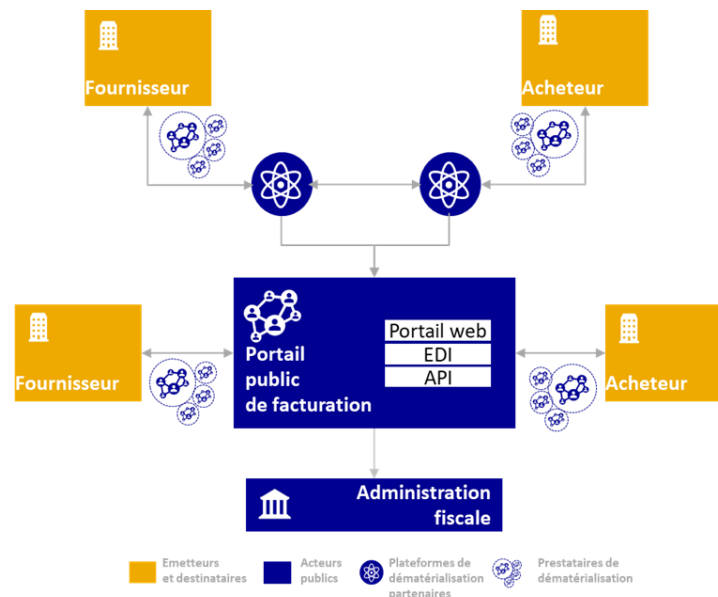 Fournisseur
Acheteur
Portail web
EDI
API
Portail
public
de facturation
Fournisseur
Acheteur
Administration
fiscale
Emetteurs
et destinataires
Acteurs
publics
Plateformes de
dématérialisation
partenaires
Prestataires de
dématérialisation